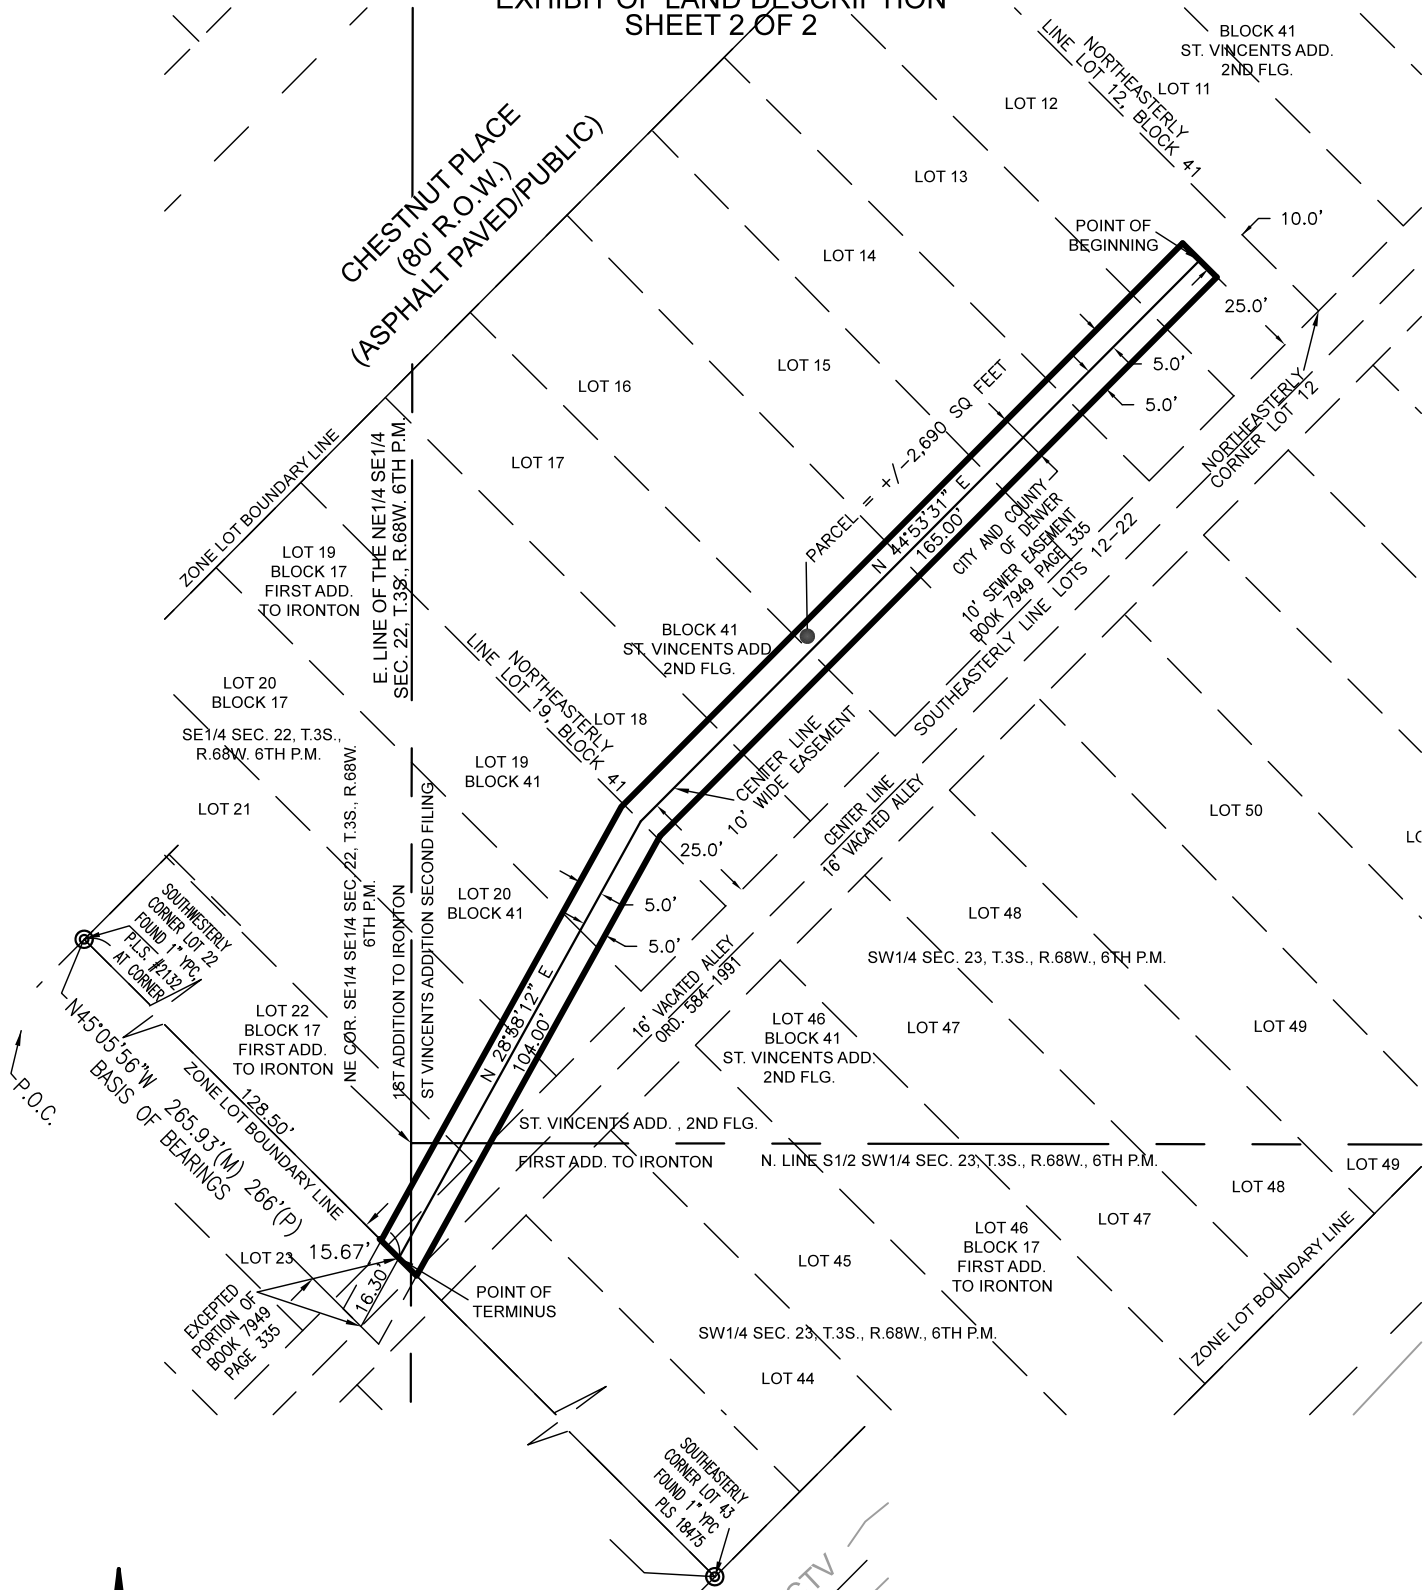 EXHIBIT OF LAND DESCRIPTION
SHEET 2 OF 2
BLOCK 41
ST. VINCENTS ADD.
2ND FLG.
NORTHEASTERLY
LINE LOT 12, BLOCK 41
LOT 11
LOT 12
LOT 13
LOT 14
LOT 15
LOT 16
LOT 17
CHESTNUT PLACE
(80' R.O.W.)
(ASPHALT PAVED/PUBLIC)
POINT OF
BEGINNING
10.0'
25.0'
5.0'
5.0'
NORTHEASTERLY
CORNER LOT 12
PARCEL = +/-2,690 SQ FEET
N 44°53'31" E
165.00'
CITY AND COUNTY
OF DENVER
10' SEWER EASEMENT
BOOK 7949 PAGE 335
SOUTHEASTERLY LINE LOTS 12-22
ZONE LOT BOUNDARY LINE
E. LINE OF THE NE1/4 SE1/4
SEC. 22, T.3S., R.68W. 6TH P.M.
LOT 19
BLOCK 17
FIRST ADD.
TO IRONTON
BLOCK 41
ST. VINCENTS ADD
2ND FLG.
NORTHEASTERLY
LINE LOT 19, BLOCK 41
LOT 18
LOT 20
BLOCK 17
SE1/4 SEC. 22, T.3S.,
R.68W. 6TH P.M.
LOT 21
LOT 19
BLOCK 41
CENTER LINE
10' WIDE EASEMENT
CENTER LINE
16' VACATED ALLEY
LOT 50
LO
25.0'
5.0'
5.0'
LOT 20
BLOCK 41
NE COR. SE1/4 SE1/4 SEC. 22, T.3S., R.68W.
6TH P.M.
1ST ADDITION TO IRONTON
ST VINCENTS ADDITION SECOND FILING
LOT 48
SW1/4 SEC. 23, T.3S., R.68W., 6TH P.M.
SOUTHWESTERLY
CORNER LOT 22
FOUND 1" YPC,
P.L.S. #2132
AT CORNER
LOT 22
BLOCK 17
FIRST ADD.
TO IRONTON
16' VACATED ALLEY
ORD. 584-1991
LOT 46
BLOCK 41
ST. VINCENTS ADD.
2ND FLG.
LOT 47
LOT 49
N 28°58'12" E
104.00'
P.O.C.
N45°05'56"W 265.93'(M) 266'(P)
BASIS OF BEARINGS
128.50'
ZONE LOT BOUNDARY LINE
ST. VINCENTS ADD. , 2ND FLG.
FIRST ADD. TO IRONTON
N. LINE S1/2 SW1/4 SEC. 23, T.3S., R.68W., 6TH P.M.
LOT 49
LOT 48
LOT 47
LOT 46
BLOCK 17
FIRST ADD.
TO IRONTON
LOT 45
ZONE LOT BOUNDARY LINE
LOT 23
15.67'
16.30'
POINT OF
TERMINUS
EXCEPTED
PORTION OF
BOOK 7949
PAGE 335
SW1/4 SEC. 23, T.3S., R.68W., 6TH P.M.
LOT 44
SOUTHEASTERLY
CORNER LOT 43
FOUND 1" YPC
PLS 18475
CTV